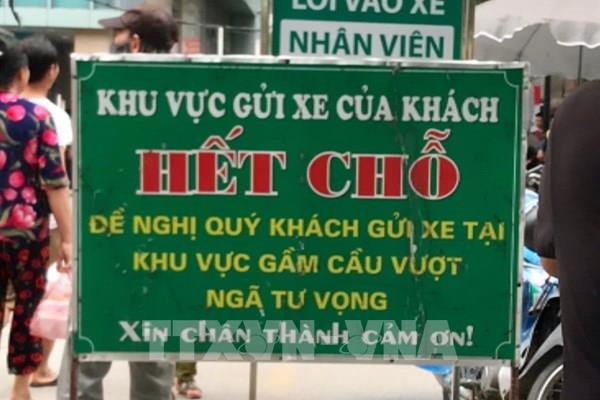 LỐI VÀO XE
NHÂN VIÊN
KHU VỰC GỬI XE CỦA KHÁCH
HẾT CHỖ
ĐỀ NGHỊ QUÝ KHÁCH GỬI XE TẠI
KHU VỰC GẦM CẦU VƯỢT
NGÃ TƯ VỌNG
XIN CHÂN THÀNH CẢM ƠN!
TTXVN VNA